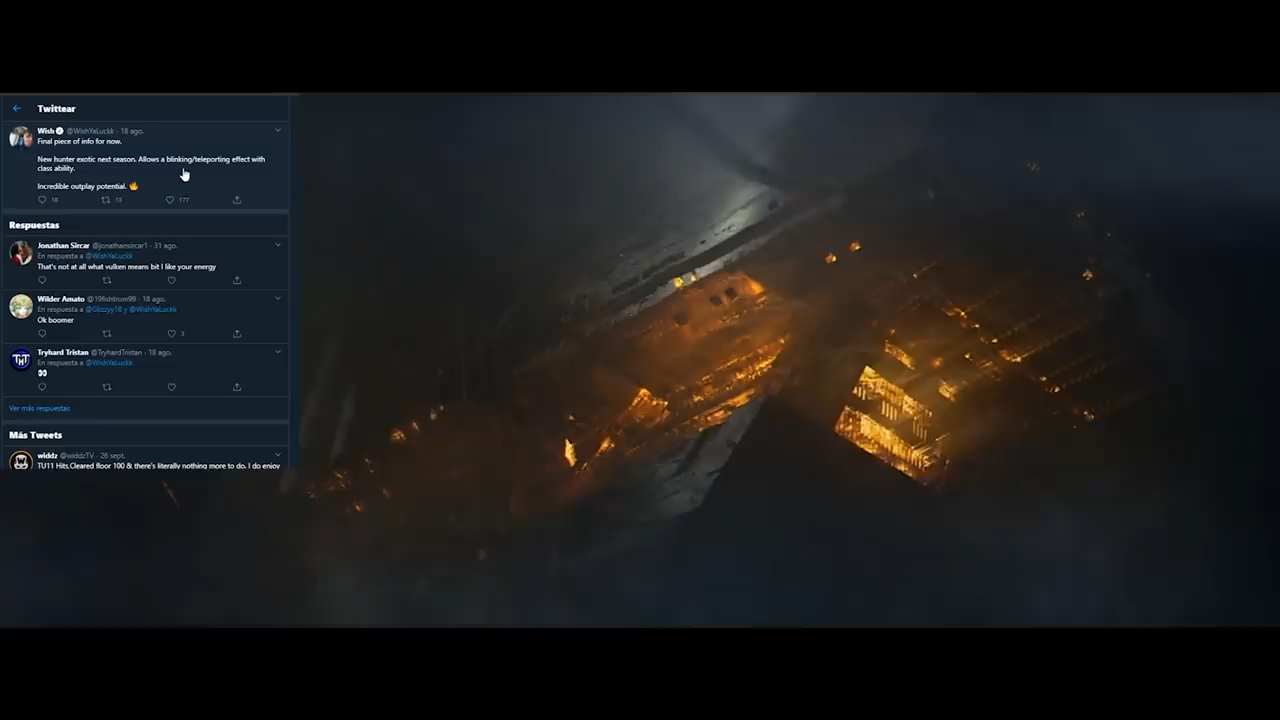 Twittear
Wish @WishYaLuckk · 18 ago.
Final piece of info for now.
New hunter exotic next season. Allows a blinking/teleporting effect with
class ability.
Incredible outplay potential. 🔥
18 13 177
Respuestas
Jonathan Sircar @jonathansircar1 · 31 ago.
En respuesta a @WishYaLuckk
That's not at all what vulken means bit I like your energy
Wilder Amato @196ishtrom99 · 18 ago.
En respuesta a @Glizzyy18 y @WishYaLuckk
Ok boomer
3
Tryhard Tristan @TryhardTristan · 18 ago.
En respuesta a @WishYaLuckk
👀
Ver más respuestas
Más Tweets
widdz @widdzTV · 26 sept.
TU11 Hits.Cleared floor 100 & there's literally nothing more to do. I do enjoy